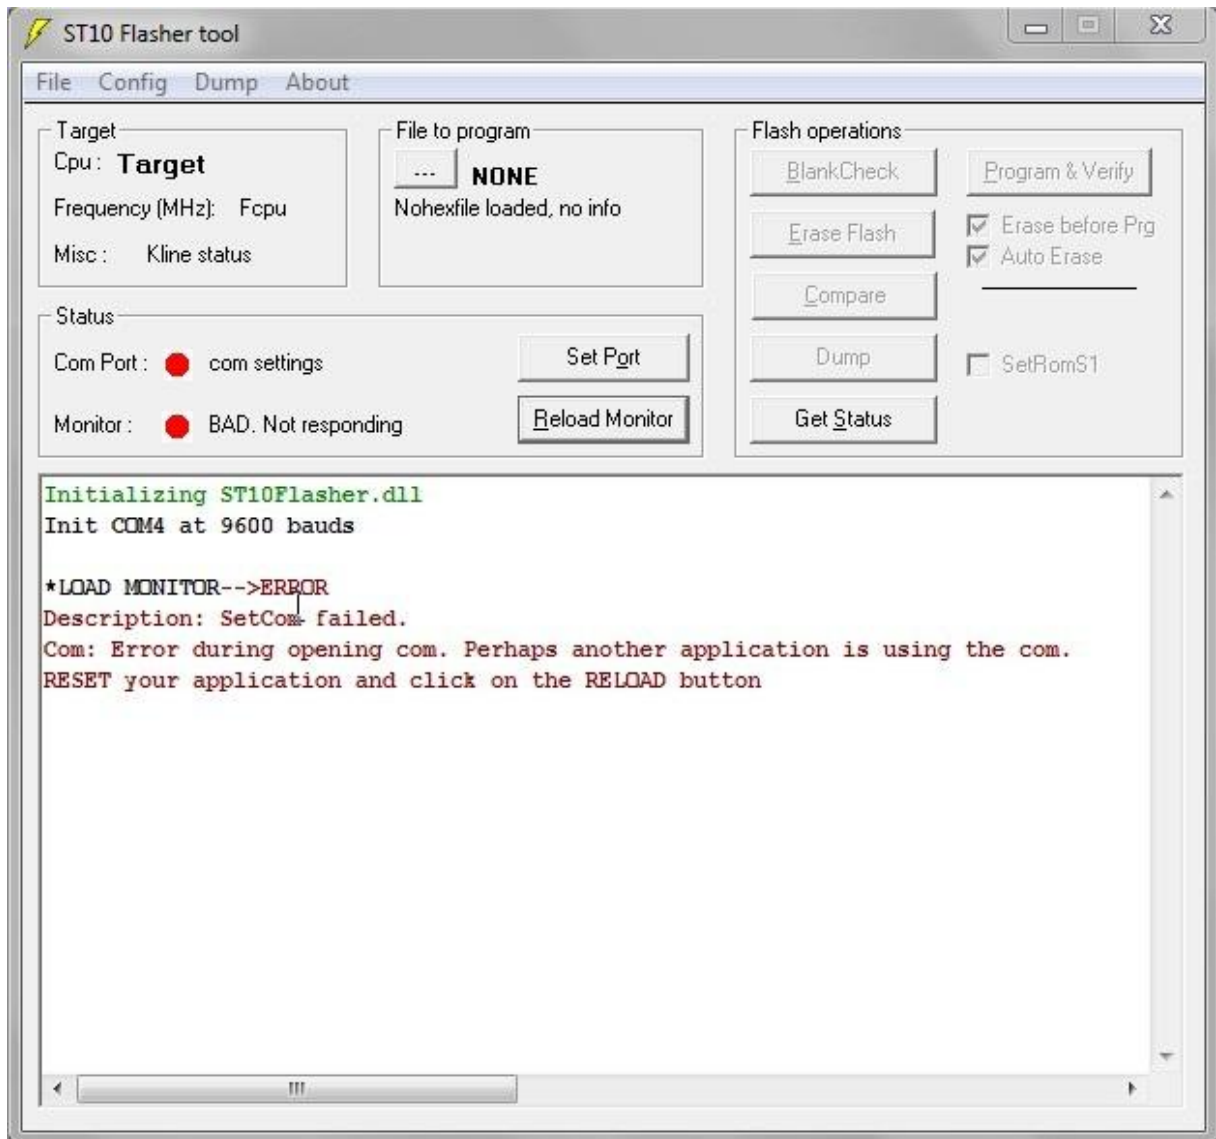 ST10 Flasher tool
File Config Dump About
Target
Cpu : Target
Frequency (MHz): Fcpu
Misc : Kline status
File to program
... NONE
Nohexfile loaded, no info
Flash operations
BlankCheck
Program & Verify
Erase Flash
Erase before Prg
Auto Erase
Compare
Dump
SetRomS1
Get Status
Status
Com Port : com settings
Set Port
Monitor : BAD. Not responding
Reload Monitor
Initializing ST10Flasher.dll
Init COM4 at 9600 bauds
*LOAD MONITOR-->ERROR
Description: SetCom failed.
Com: Error during opening com. Perhaps another application is using the com.
RESET your application and click on the RELOAD button